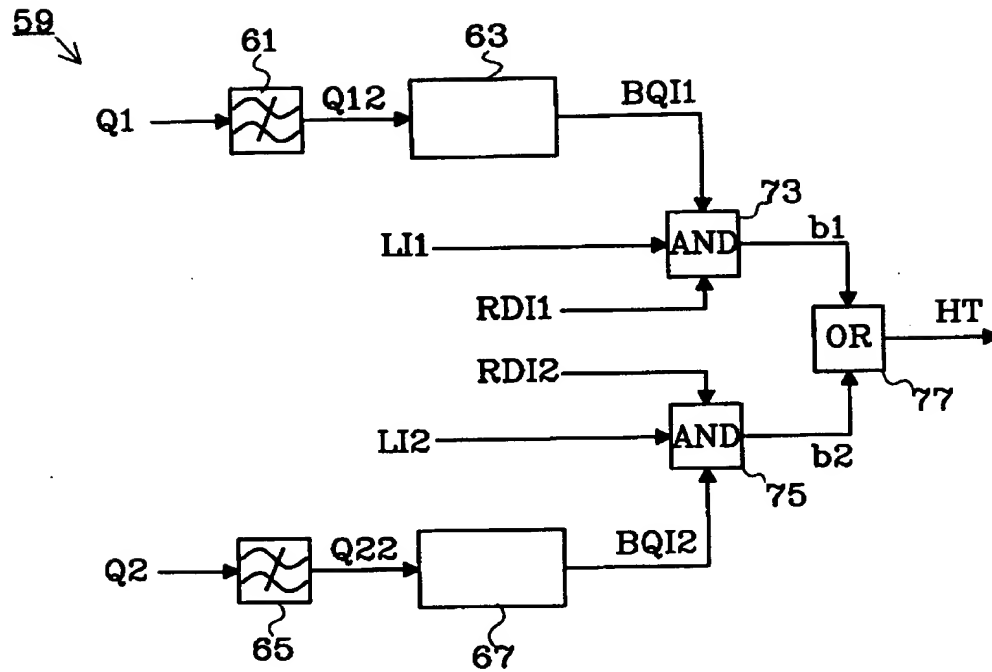 59
61
63
Q1
Q12
BQI1
73
LI1
AND
b1
RDI1
HT
OR
RDI2
77
LI2
AND
b2
75
Q2
Q22
BQI2
65
67